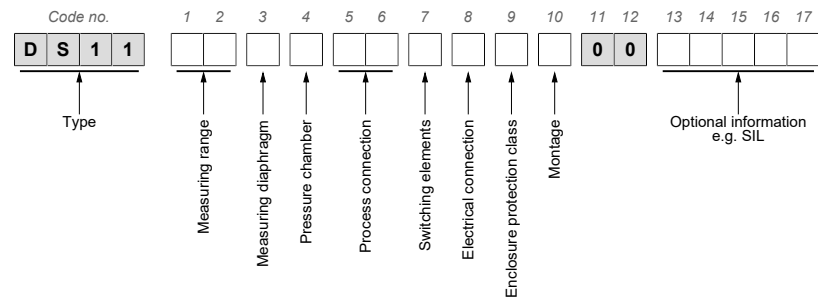 Code no. 1 2 3 4 5 6 7 8 9 10 11 12 13 14 15 16 17
D S 1 1 0 0
Type
Measuring range
Measuring diaphragm
Pressure chamber
Process connection
Switching elements
Electrical connection
Enclosure protection class
Montage
Optional information
e.g. SIL